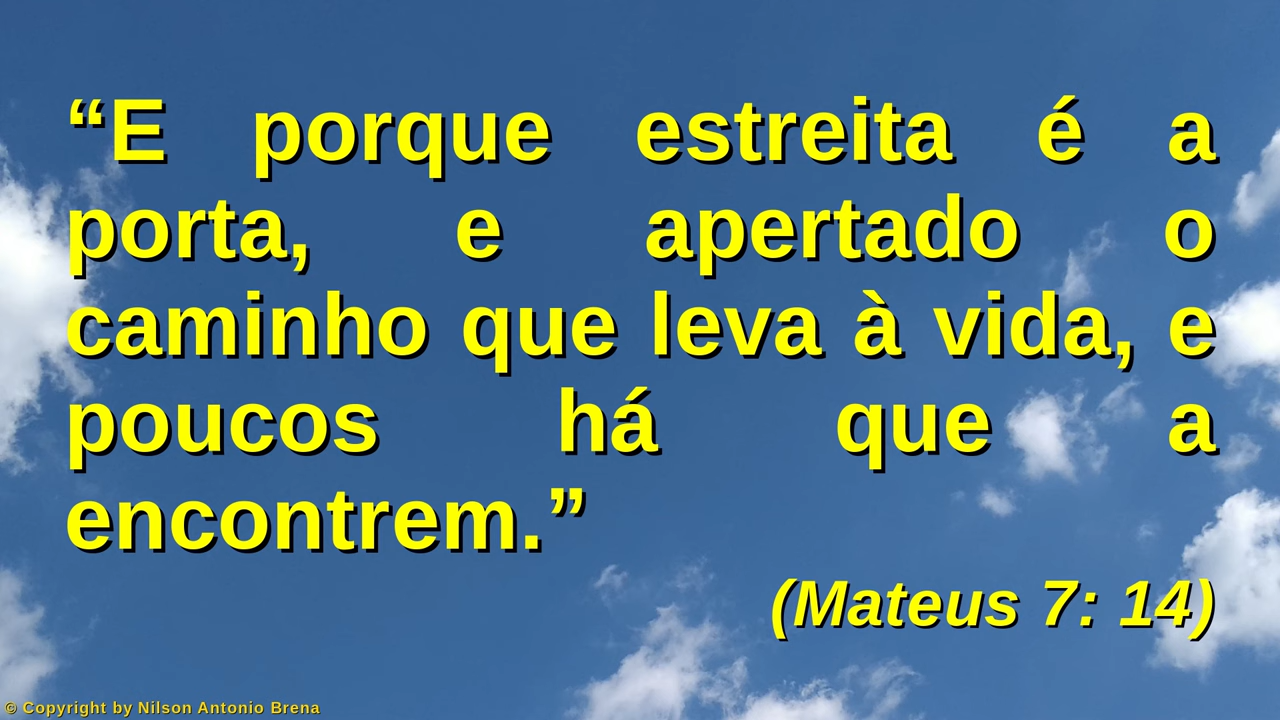 “E porque estreita é a
porta, e apertado o
caminho que leva à vida, e
poucos há que a
encontrem.”
(Mateus 7: 14)
© Copyright by Nilson Antonio Brena